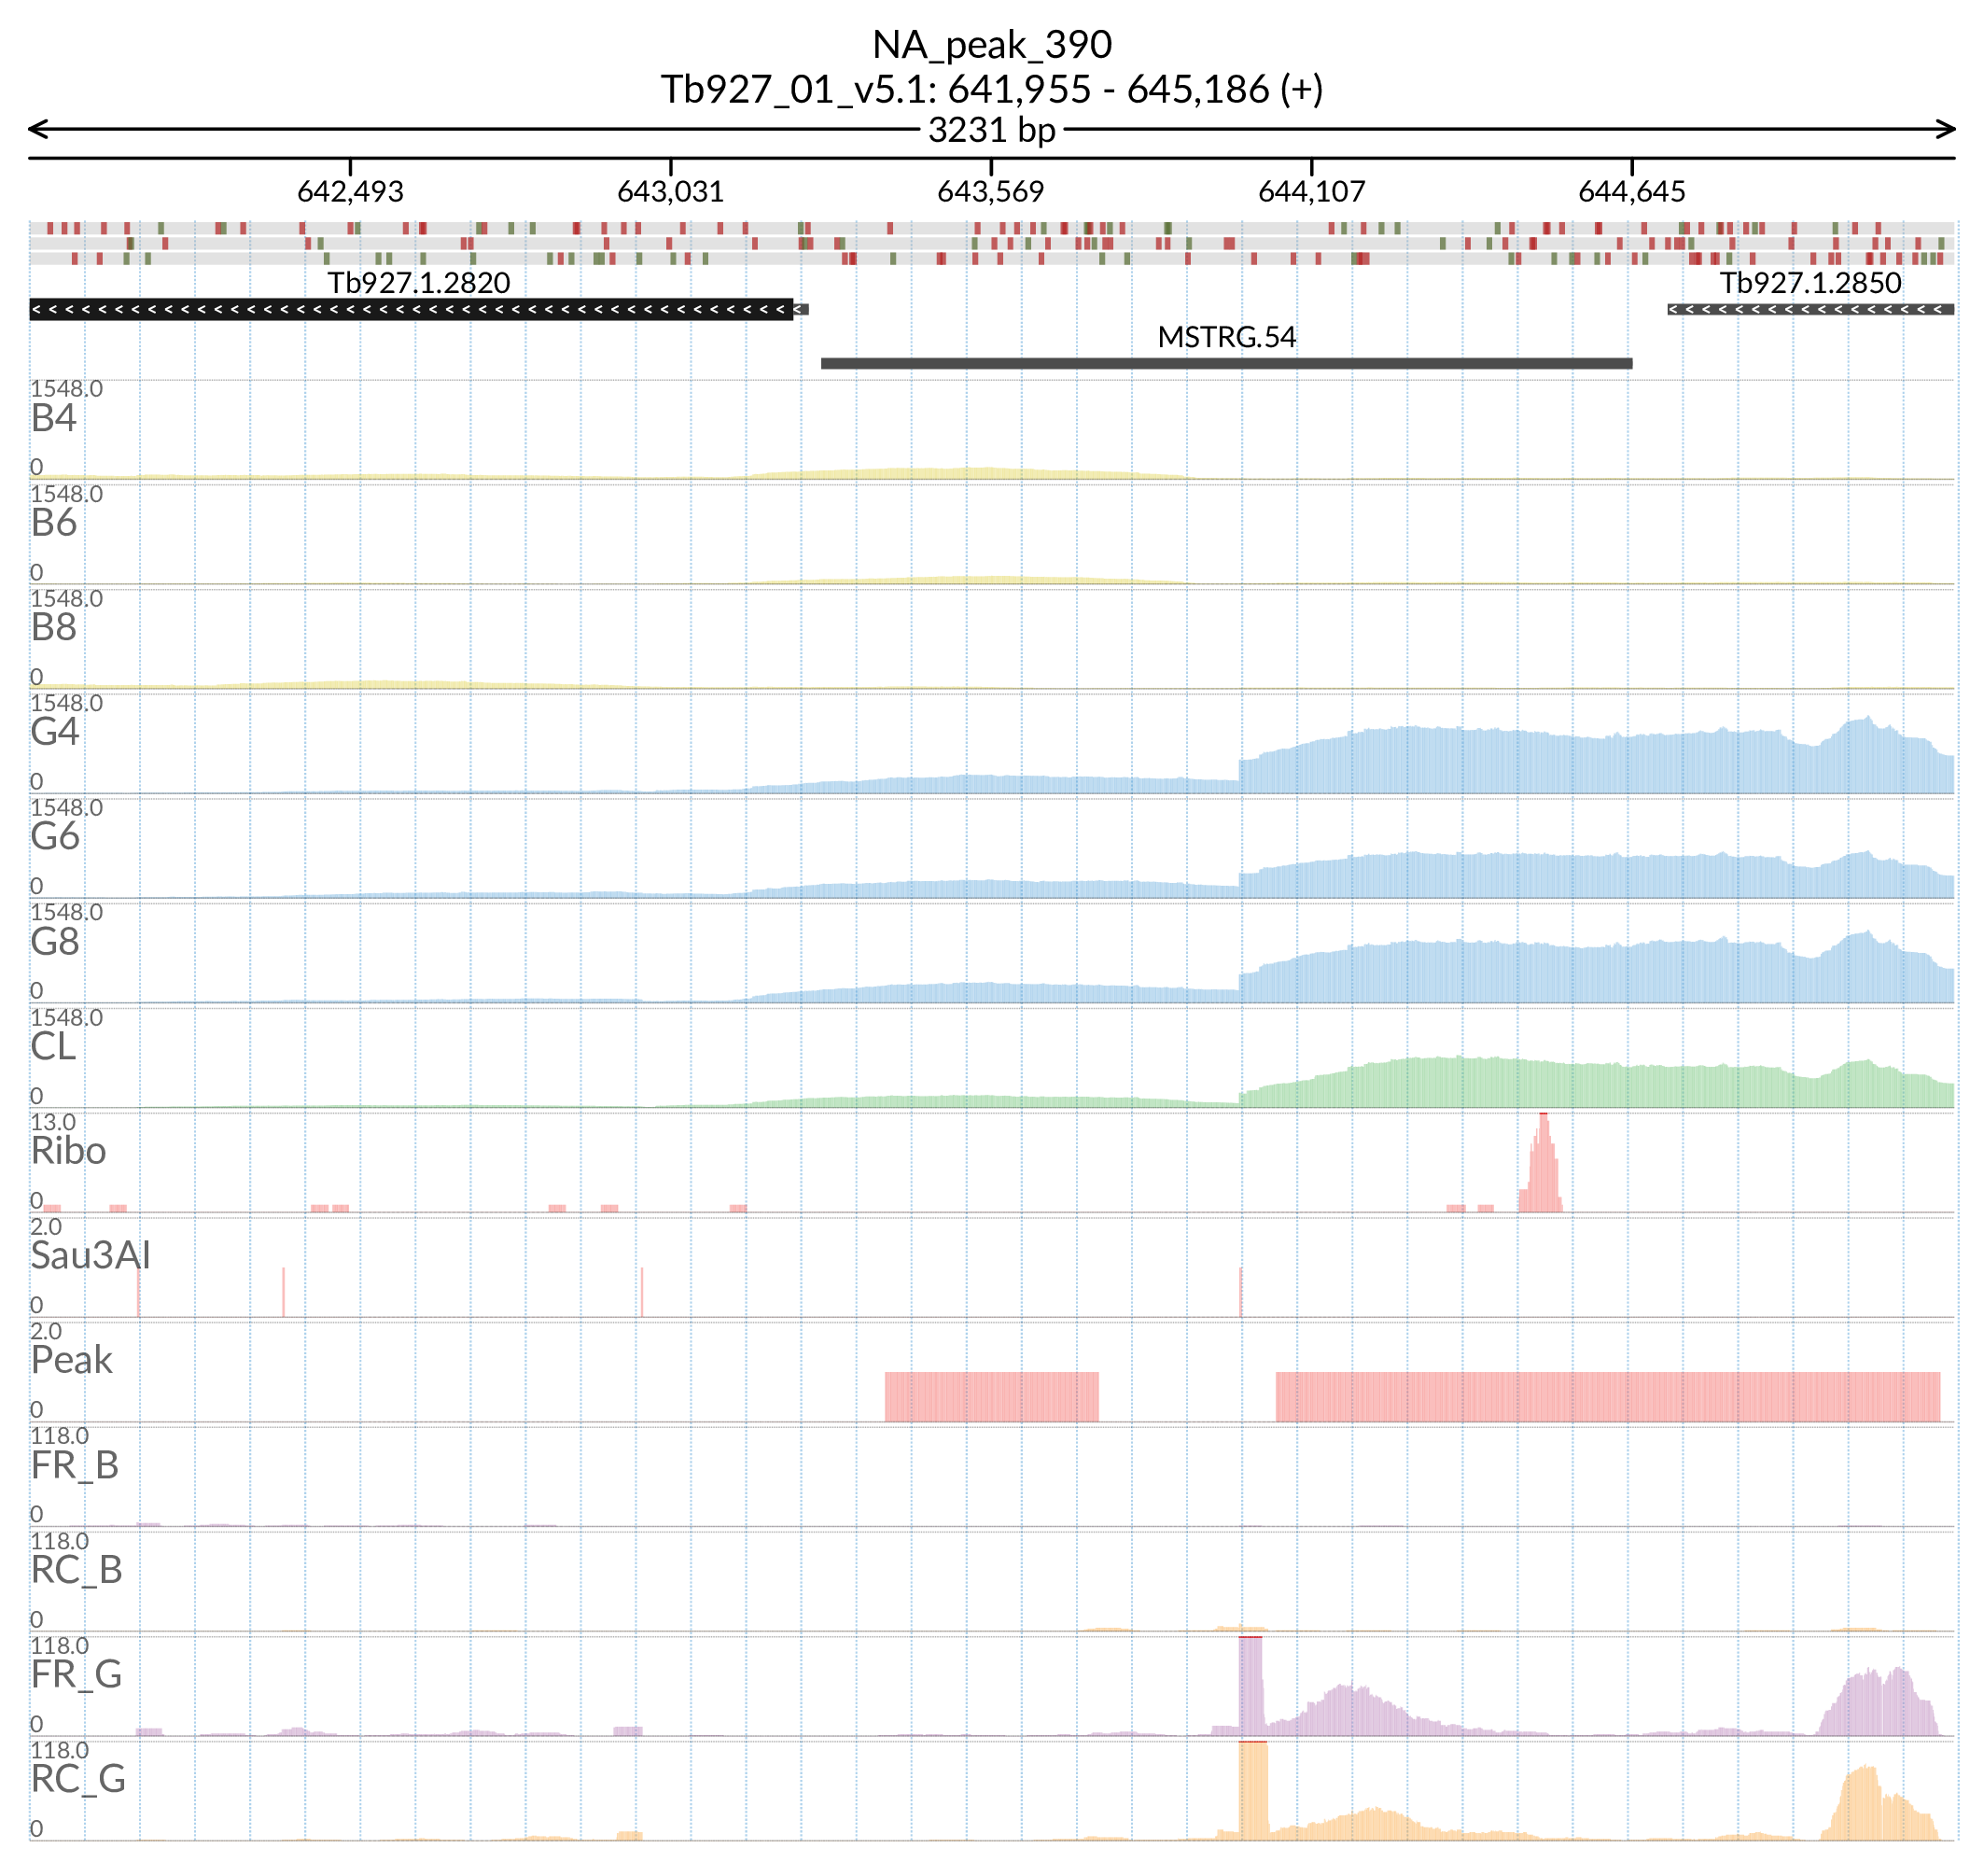 NA_peak_390
Tb927_01_v5.1: 641,955 - 645,186 (+)
3231 bp
642,493 643,031 643,569 644,107 644,645
Tb927.1.2820 Tb927.1.2850
MSTRG.54
1548.0
B4
0
1548.0
B6
0
1548.0
B8
0
1548.0
G4
0
1548.0
G6
0
1548.0
G8
0
1548.0
CL
0
13.0
Ribo
0
2.0
Sau3AI
0
2.0
Peak
0
118.0
FR_B
0
118.0
RC_B
0
118.0
FR_G
0
118.0
RC_G
0